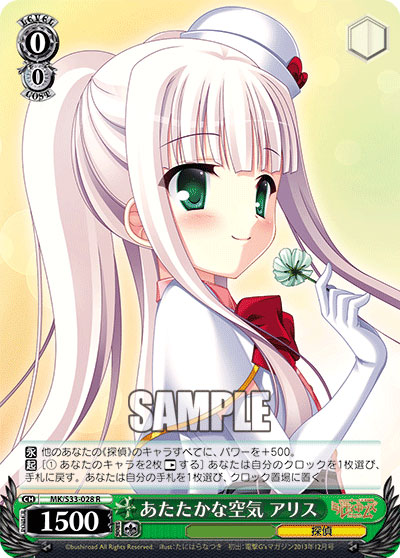 LEVEL
0
0
COST
SAMPLE
永 他のあなたの《探偵》のキャラすべてに、パワーを+500。
起 [① あなたのキャラを2枚 する] あなたは自分のクロックを1枚選び、
手札に戻す。あなたは自分の手札を1枚選び、クロック置場に置く。
CH MK/S33-028 R
POWER 1500
あたたかな空気 アリス
探偵
©bushiroad All Rights Reserved. illust:たにはらなつき 初出:電撃G'sマガジン2013年12月号